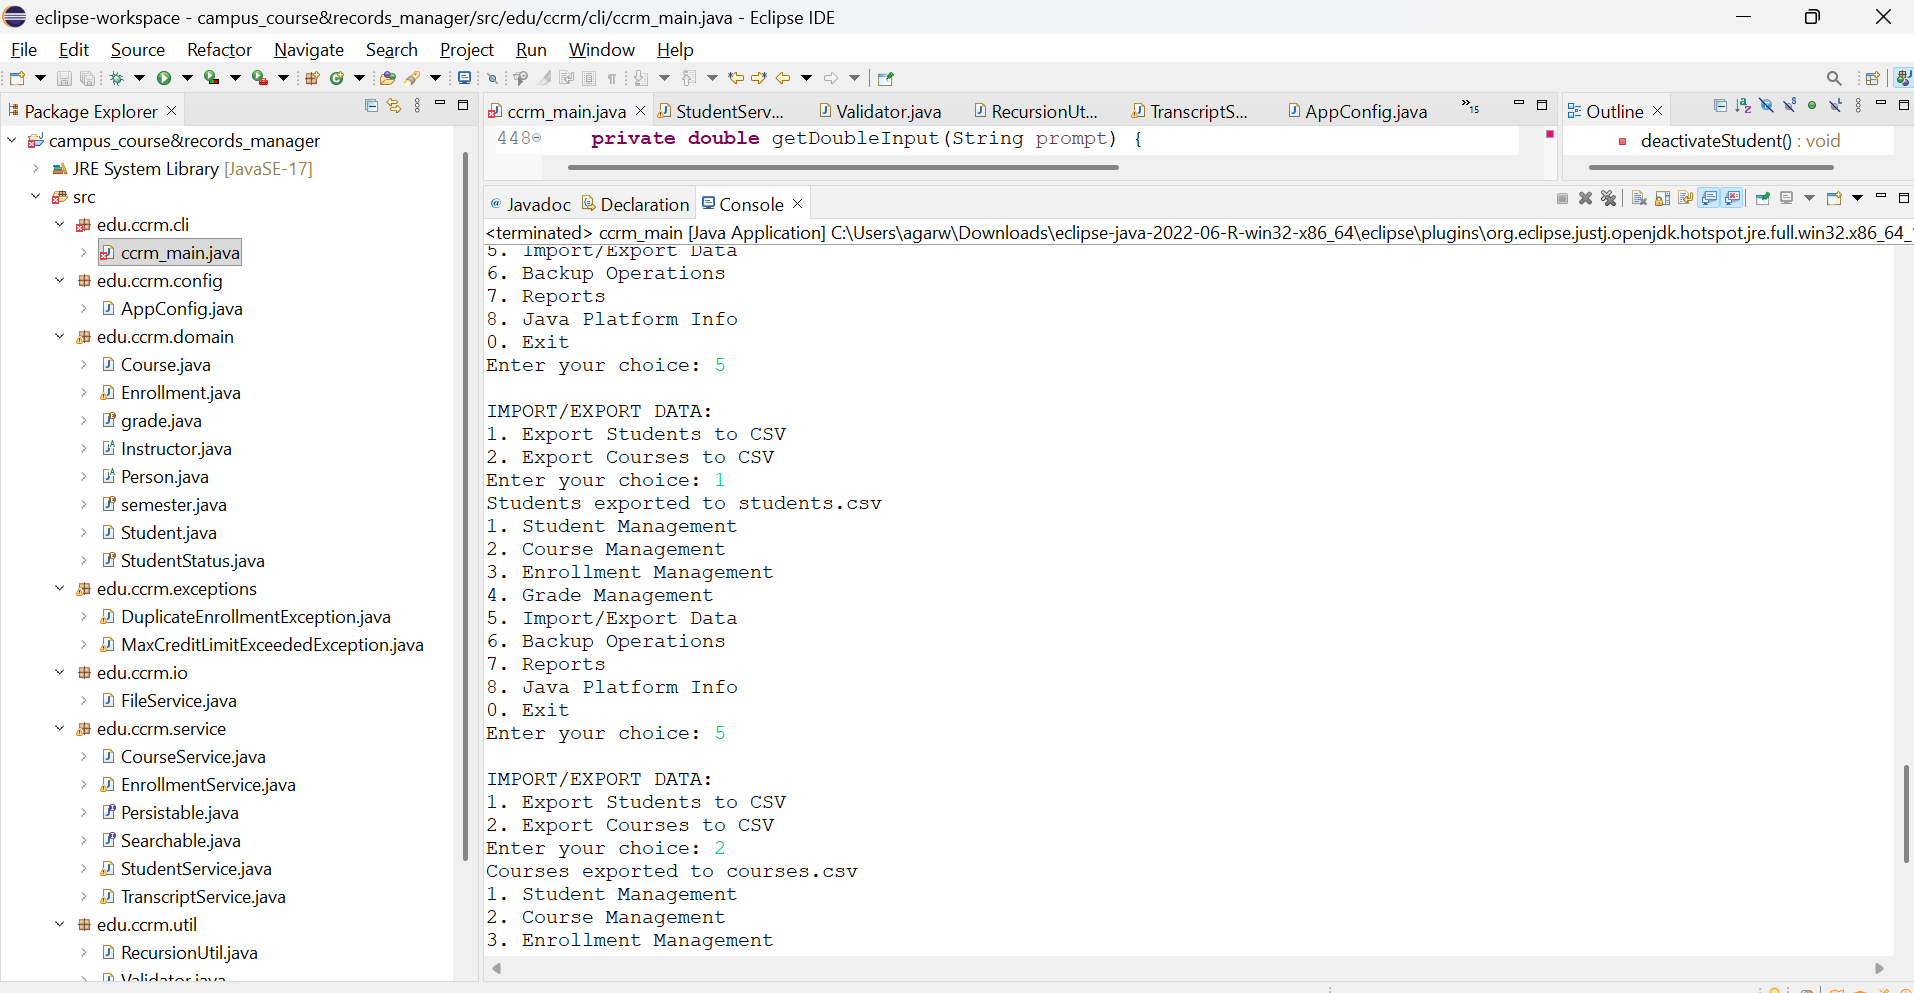 eclipse-workspace - campus_course&records_manager/src/edu/ccrm/cli/ccrm_main.java - Eclipse IDE
File Edit Source Refactor Navigate Search Project Run Window Help
Package Explorer
campus_course&records_manager
JRE System Library [JavaSE-17]
src
edu.ccrm.cli
ccrm_main.java
edu.ccrm.config
AppConfig.java
edu.ccrm.domain
Course.java
Enrollment.java
grade.java
Instructor.java
Person.java
semester.java
Student.java
StudentStatus.java
edu.ccrm.exceptions
DuplicateEnrollmentException.java
MaxCreditLimitExceededException.java
edu.ccrm.io
FileService.java
edu.ccrm.service
CourseService.java
EnrollmentService.java
Persistable.java
Searchable.java
StudentService.java
TranscriptService.java
edu.ccrm.util
RecursionUtil.java
Validator.java
ccrm_main.java StudentServ... Validator.java RecursionUt... TranscriptS... AppConfig.java »15
448 private double getDoubleInput(String prompt) {
Outline
deactivateStudent() : void
@ Javadoc Declaration Console
<terminated> ccrm_main [Java Application] C:\Users\agarw\Downloads\eclipse-java-2022-06-R-win32-x86_64\eclipse\plugins\org.eclipse.justj.openjdk.hotspot.jre.full.win32.x86_64_
5. Import/Export Data
6. Backup Operations
7. Reports
8. Java Platform Info
0. Exit
Enter your choice: 5
IMPORT/EXPORT DATA:
1. Export Students to CSV
2. Export Courses to CSV
Enter your choice: 1
Students exported to students.csv
1. Student Management
2. Course Management
3. Enrollment Management
4. Grade Management
5. Import/Export Data
6. Backup Operations
7. Reports
8. Java Platform Info
0. Exit
Enter your choice: 5
IMPORT/EXPORT DATA:
1. Export Students to CSV
2. Export Courses to CSV
Enter your choice: 2
Courses exported to courses.csv
1. Student Management
2. Course Management
3. Enrollment Management